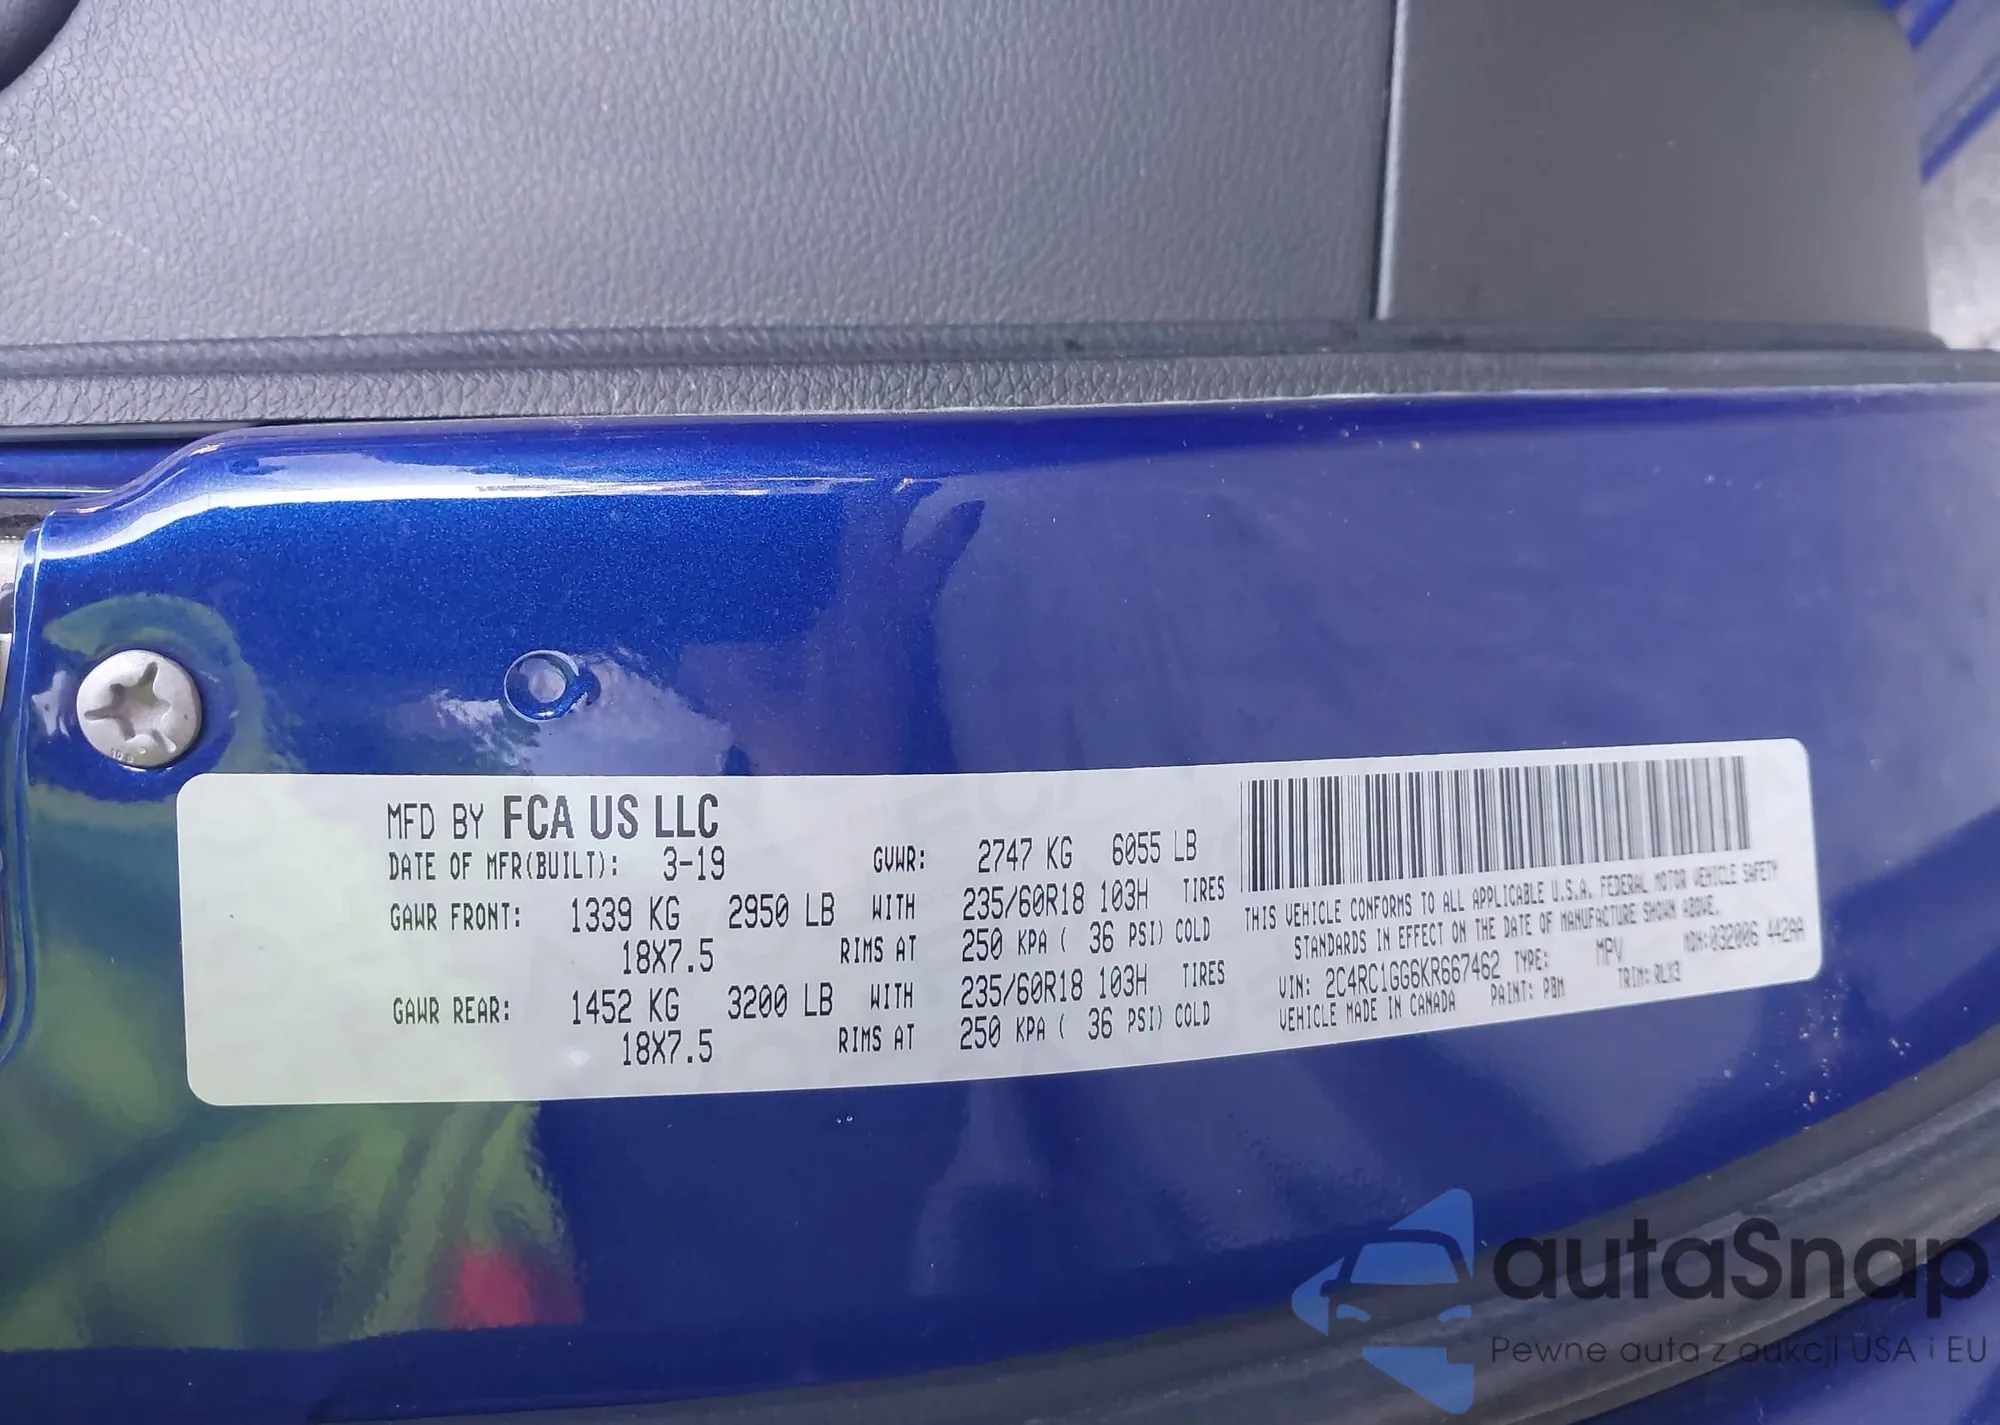 MFD BY FCA US LLC
DATE OF MFR(BUILT): 3-19 GVWR: 2747 KG 6055 LB
GAWR FRONT: 1339 KG 2950 LB WITH 235/60R18 103H TIRES
18X7.5 RIMS AT 250 KPA ( 36 PSI) COLD
GAWR REAR: 1452 KG 3200 LB WITH 235/60R18 103H TIRES
18X7.5 RIMS AT 250 KPA ( 36 PSI) COLD
THIS VEHICLE CONFORMS TO ALL APPLICABLE U.S.A. FEDERAL MOTOR VEHICLE SAFETY
STANDARDS IN EFFECT ON THE DATE OF MANUFACTURE SHOWN ABOVE.
VIN: 2C4RC1GG6KR667462 TYPE: MPV MDH:032006 442AA
VEHICLE MADE IN CANADA PAINT: PBM TRIM: RLX3
autaSnap
Pewne auta z aukcji USA i EU